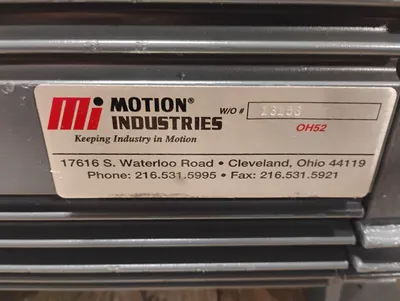 Mi MOTION® W/O #
INDUSTRIES OH52
Keeping Industry in Motion
17616 S. Waterloo Road • Cleveland, Ohio 44119
Phone: 216.531.5995 • Fax: 216.531.5921